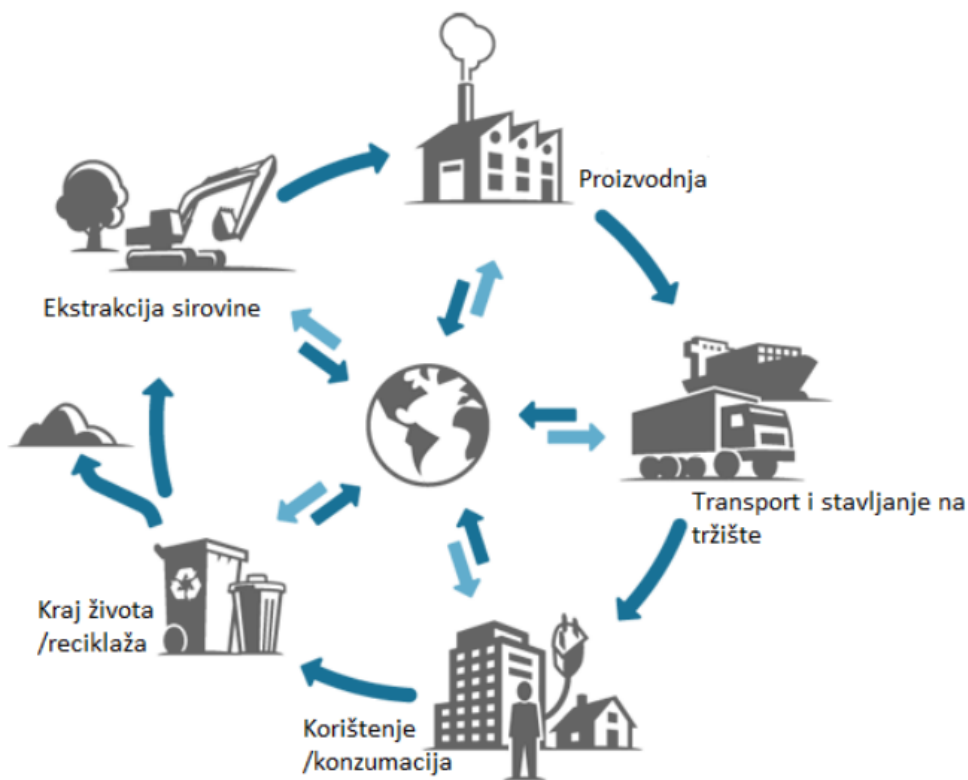 Proizvodnja
Ekstrakcija sirovine
Transport i stavljanje na
tržište
Kraj života
/reciklaža
Korištenje
/konzumacija